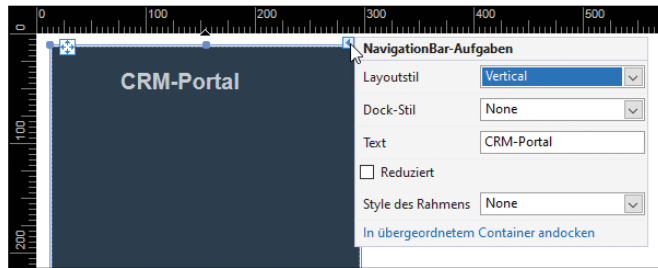 0 100 200 300 400 500
0
100
200
CRM-Portal
NavigationBar-Aufgaben
Layoutstil Vertical
Dock-Stil None
Text CRM-Portal
Reduziert
Style des Rahmens None
In übergeordnetem Container andocken